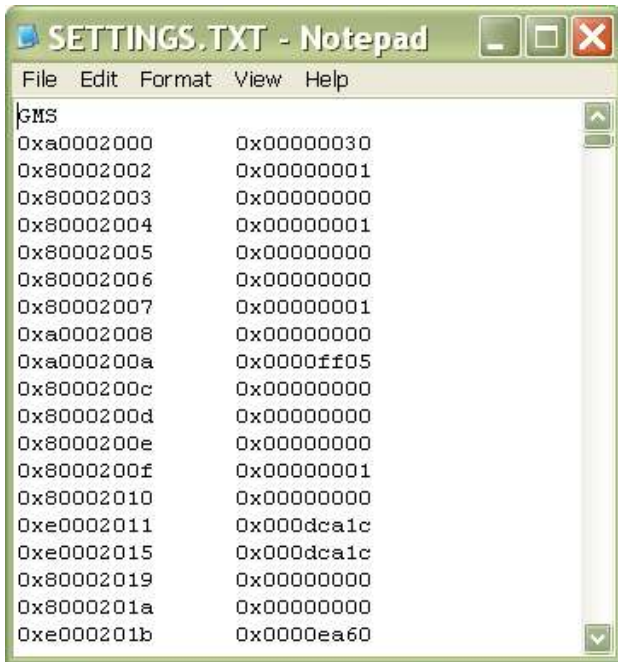 SETTINGS.TXT - Notepad
File Edit Format View Help
GMS
0xa0002000 0x00000030
0x80002002 0x00000001
0x80002003 0x00000000
0x80002004 0x00000001
0x80002005 0x00000000
0x80002006 0x00000000
0x80002007 0x00000001
0xa0002008 0x00000000
0xa000200a 0x0000ff05
0x8000200c 0x00000000
0x8000200d 0x00000000
0x8000200e 0x00000000
0x8000200f 0x00000001
0x80002010 0x00000000
0xe0002011 0x000dca1c
0xe0002015 0x000dca1c
0x80002019 0x00000000
0x8000201a 0x00000000
0xe000201b 0x0000ea60